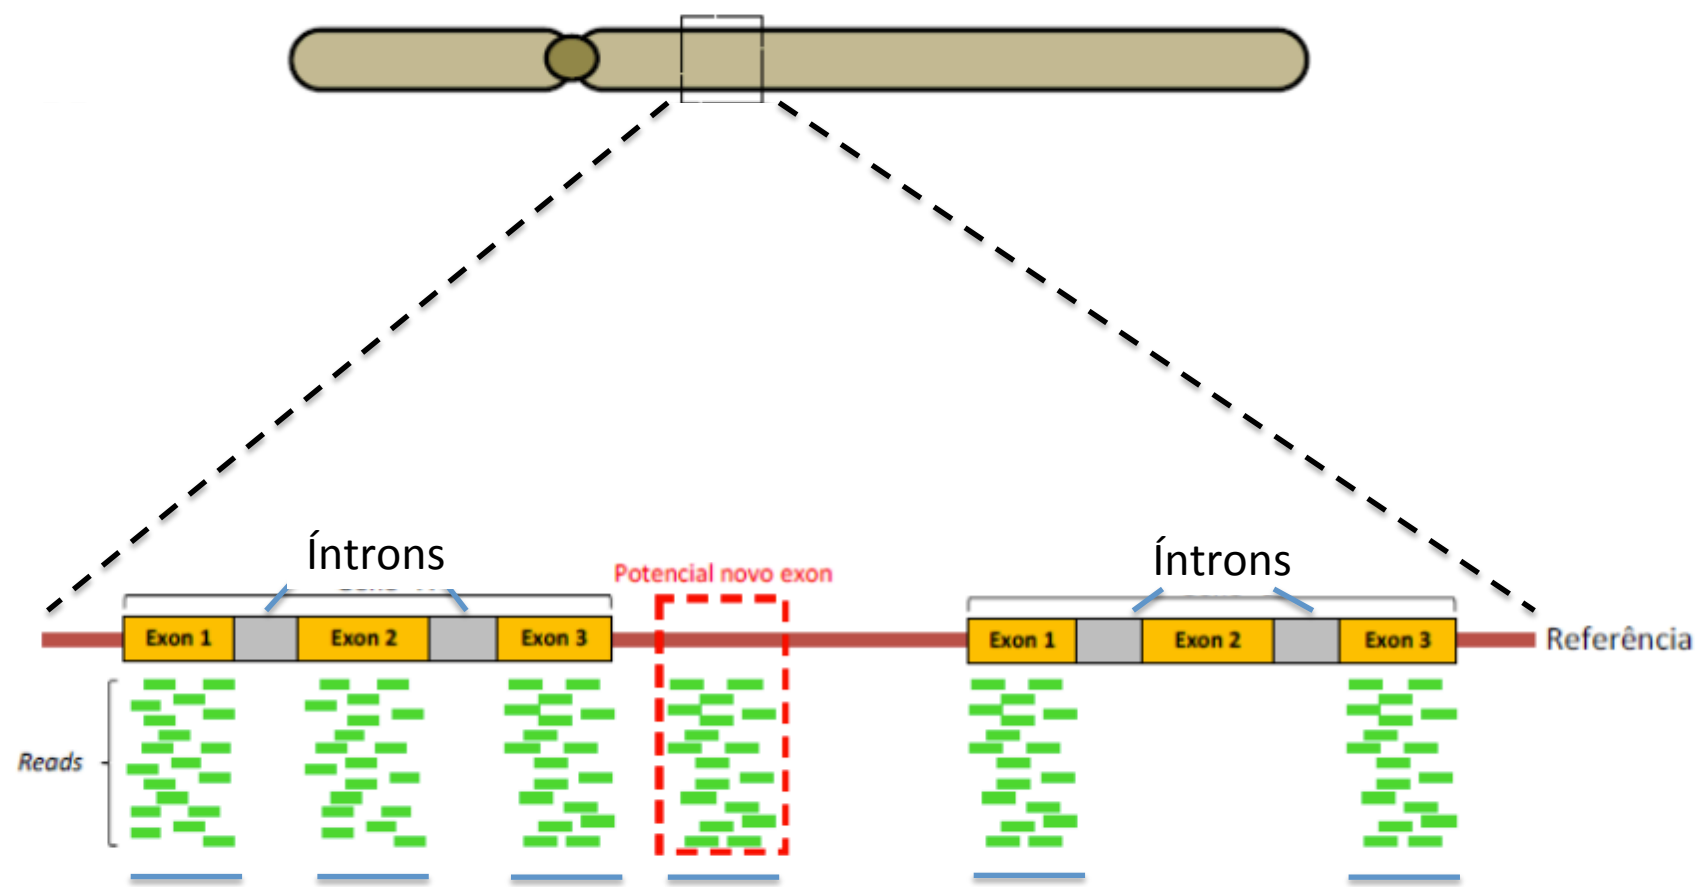 Íntrons
Íntrons
Potencial novo exon
Exon 1
Exon 2
Exon 3
Exon 1
Exon 2
Exon 3
Referência
Reads